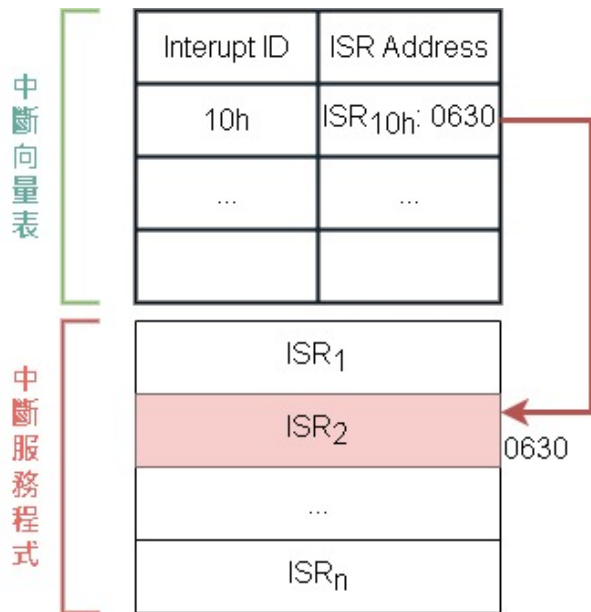 中斷向量表
Interupt ID
ISR Address
10h
ISR10h: 0630
...
...
中斷服務程式
ISR1
ISR2
0630
...
ISRn